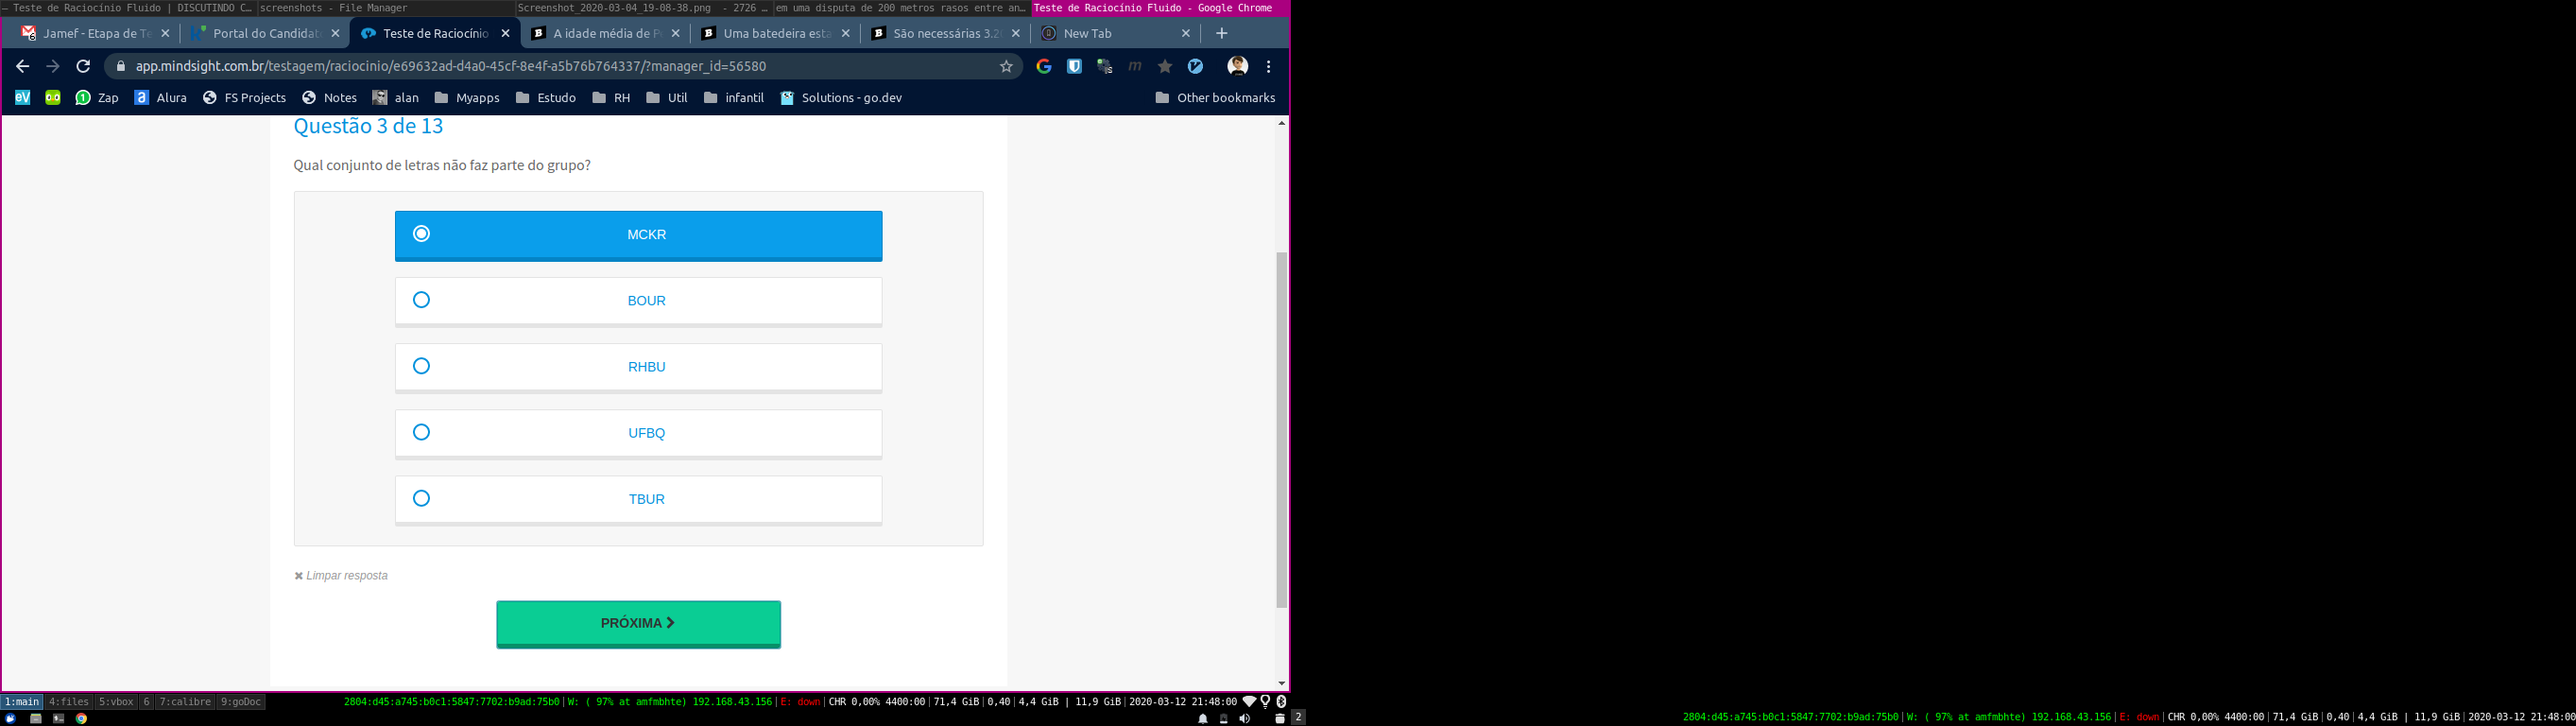 — Teste de Raciocínio Fluido | DISCUTINDO C… screenshots - File Manager Screenshot_2020-03-04_19-08-38.png - 2726 … em uma disputa de 200 metros rasos entre an… Teste de Raciocínio Fluido - Google Chrome
Jamef - Etapa de Te Portal do Candidat Teste de Raciocínio A idade média de P Uma batedeira esta São necessárias 3.2 New Tab
app.mindsight.com.br/testagem/raciocinio/e69632ad-d4a0-45cf-8e4f-a5b76b764337/?manager_id=56580
eV Zap Alura FS Projects Notes alan Myapps Estudo RH Util infantil Solutions - go.dev Other bookmarks
Questão 3 de 13
Qual conjunto de letras não faz parte do grupo?
MCKR
BOUR
RHBU
UFBQ
TBUR
Limpar resposta
PRÓXIMA
1:main 4:files 5:vbox 6 7:calibre 9:goDoc 2804:d45:a745:b0c1:5847:7702:b9ad:75b0 | W: ( 97% at amfmbhte) 192.168.43.156 | E: down | CHR 0,00% 4400:00 | 71,4 GiB | 0,40 | 4,4 GiB | 11,9 GiB | 2020-03-12 21:48:00
2 2804:d45:a745:b0c1:5847:7702:b9ad:75b0 | W: ( 97% at amfmbhte) 192.168.43.156 | E: down | CHR 0,00% 4400:00 | 71,4 GiB | 0,40 | 4,4 GiB | 11,9 GiB | 2020-03-12 21:48:00